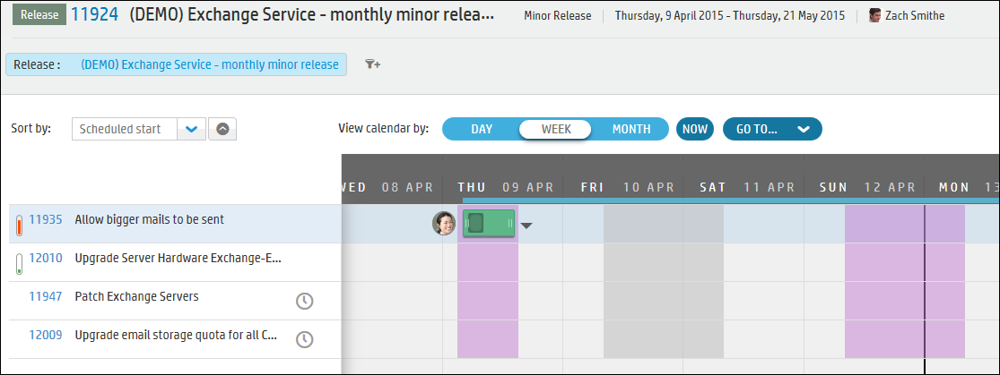 Release 11924 (DEMO) Exchange Service - monthly minor relea... Minor Release Thursday, 9 April 2015 - Thursday, 21 May 2015 Zach Smithe
Release : (DEMO) Exchange Service - monthly minor release
Sort by: Scheduled start View calendar by: DAY WEEK MONTH NOW GO TO...
WED 08 APR THU 09 APR FRI 10 APR SAT 11 APR SUN 12 APR MON 13
11935 Allow bigger mails to be sent
12010 Upgrade Server Hardware Exchange-E...
11947 Patch Exchange Servers
12009 Upgrade email storage quota for all C...